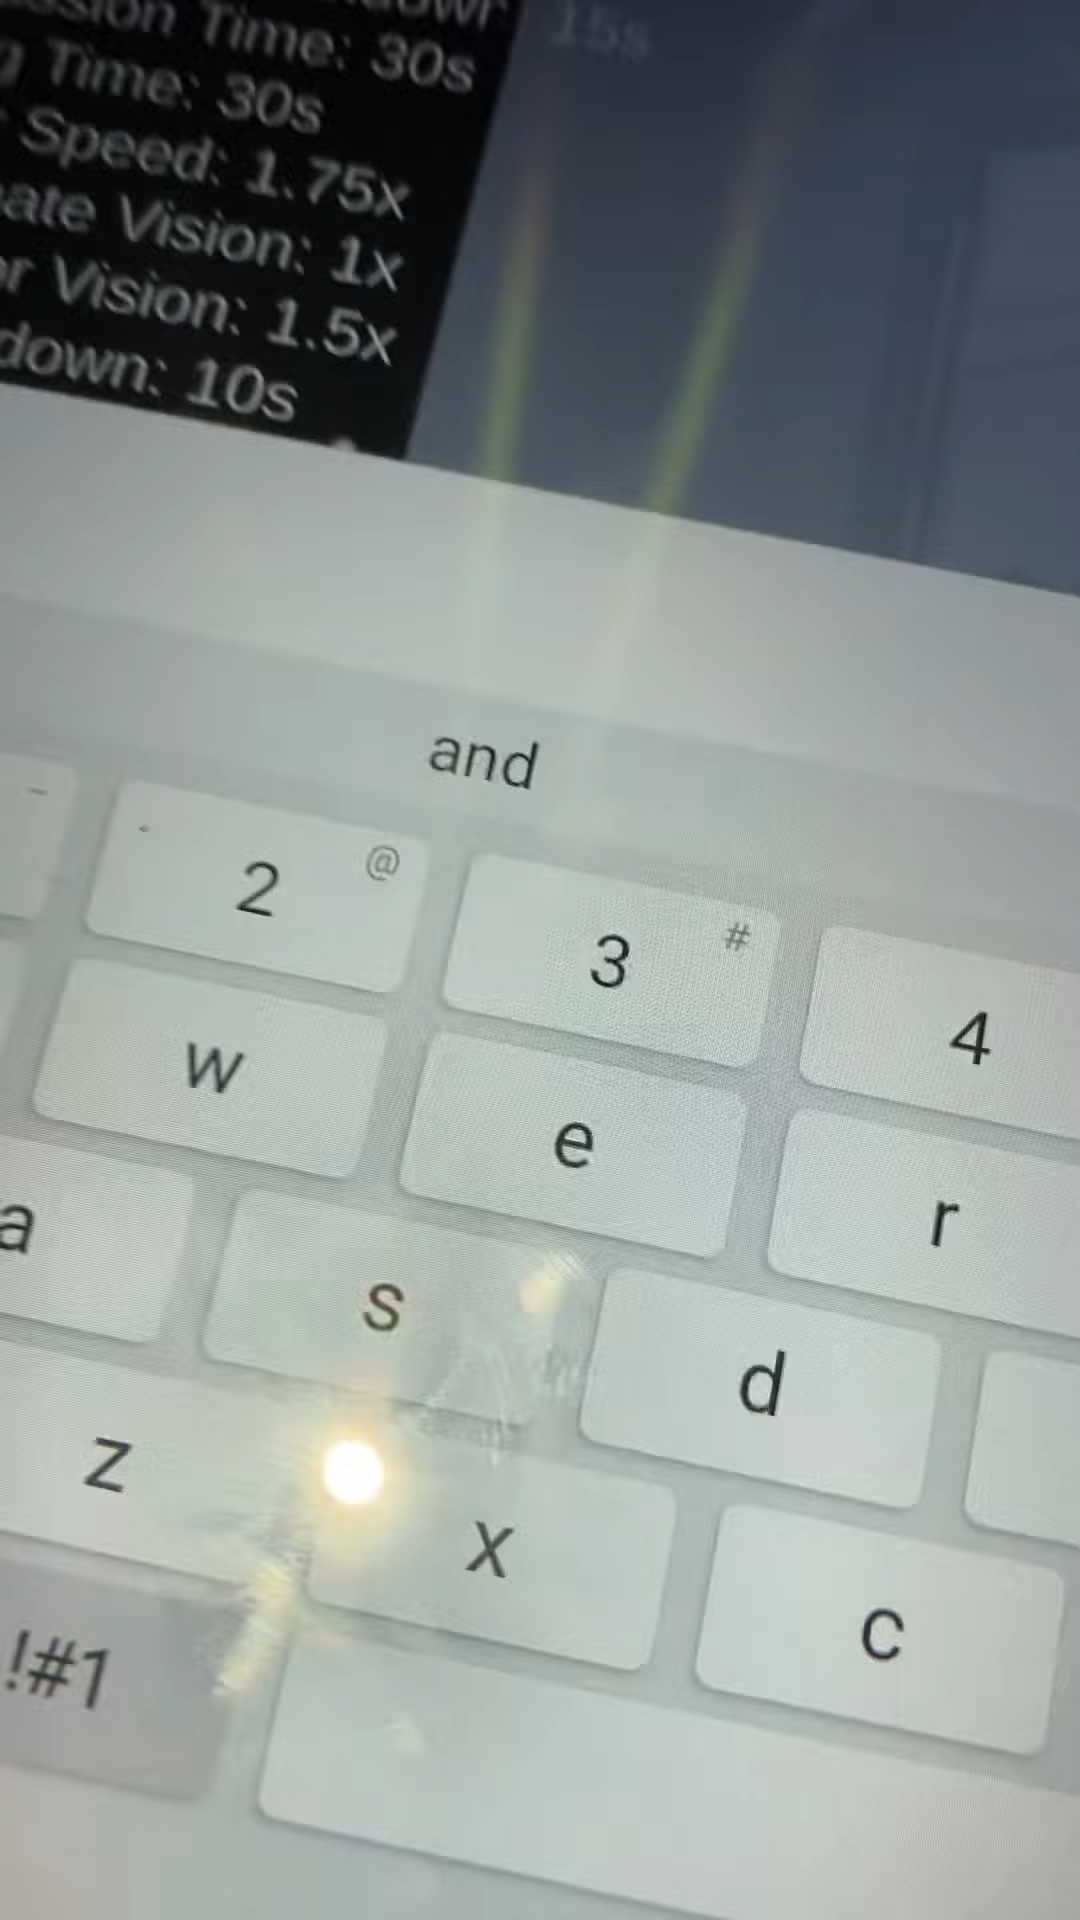 Time: 30s
15s
Time: 30s
Speed: 1.75x
Vision: 1x
Vision: 1.5x
down: 10s
and
2 @
3 #
4
w
e
r
a
s
d
z
x
c
!#1